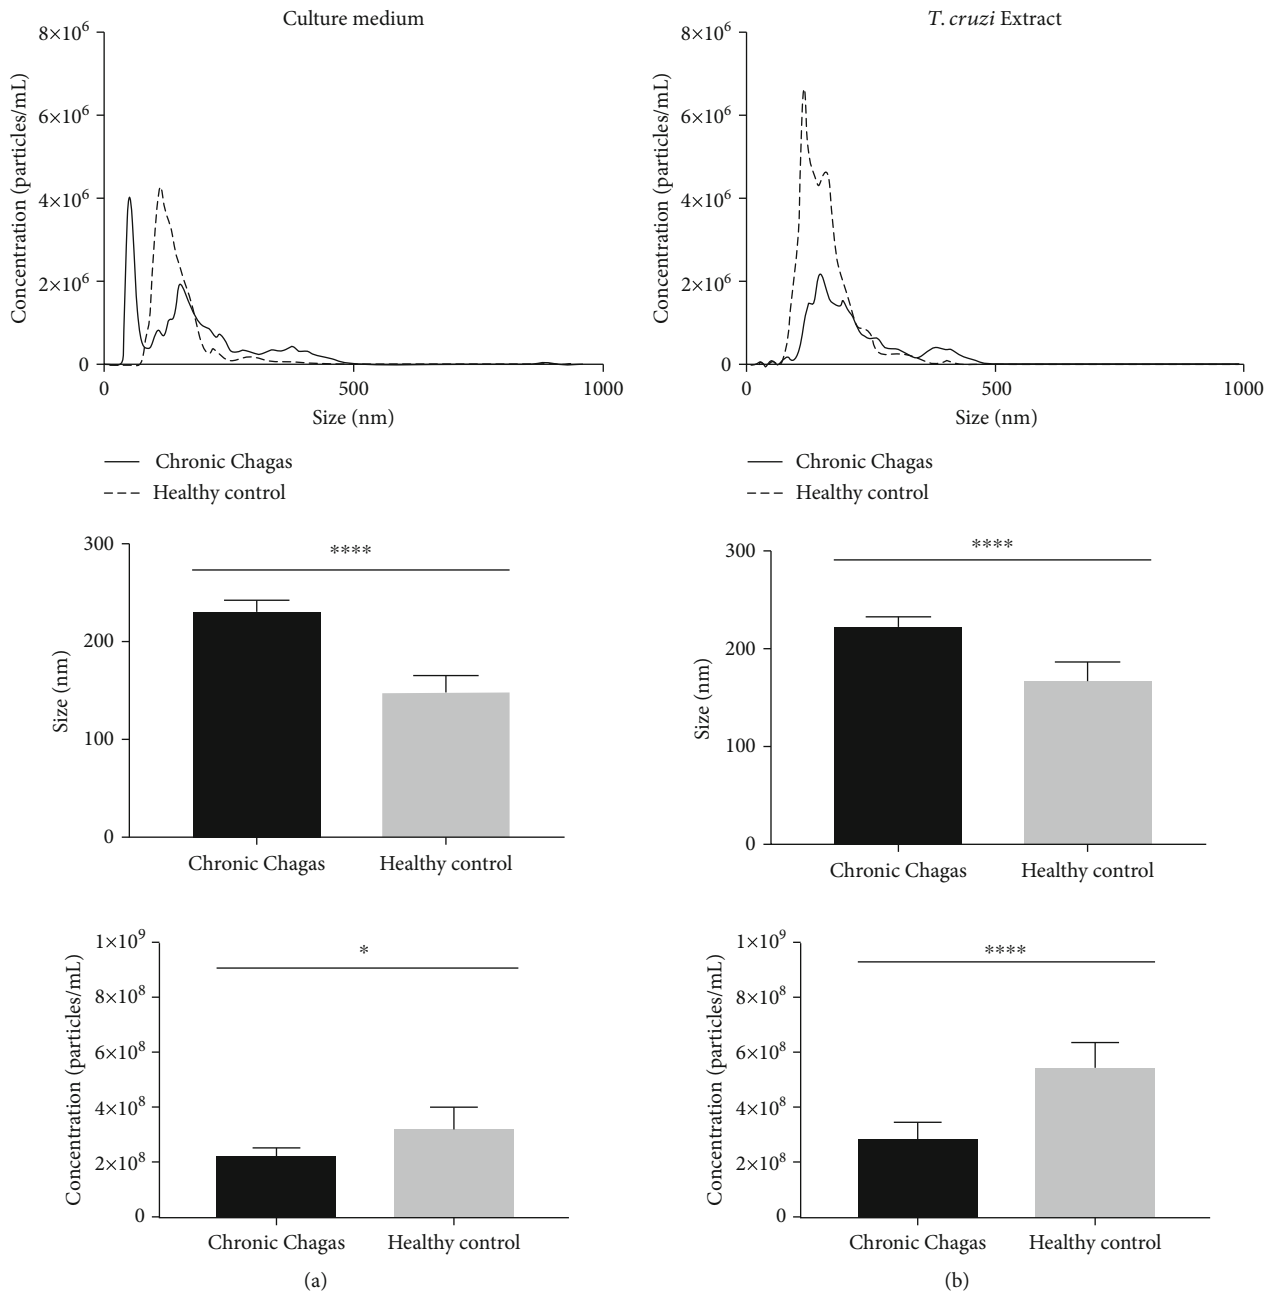 Culture medium
Concentration (particles/mL)
8×10⁶
6×10⁶
4×10⁶
2×10⁶
0
0
500
1000
Size (nm)
Chronic Chagas
Healthy control
T. cruzi Extract
Concentration (particles/mL)
8×10⁶
6×10⁶
4×10⁶
2×10⁶
0
0
500
1000
Size (nm)
Chronic Chagas
Healthy control
Size (nm)
300
200
100
0
****
Chronic Chagas
Healthy control
Size (nm)
300
200
100
0
****
Chronic Chagas
Healthy control
Concentration (particles/mL)
1×10⁹
8×10⁸
6×10⁸
4×10⁸
2×10⁸
0
*
Chronic Chagas
Healthy control
(a)
Concentration (particles/mL)
1×10⁹
8×10⁸
6×10⁸
4×10⁸
2×10⁸
0
****
Chronic Chagas
Healthy control
(b)